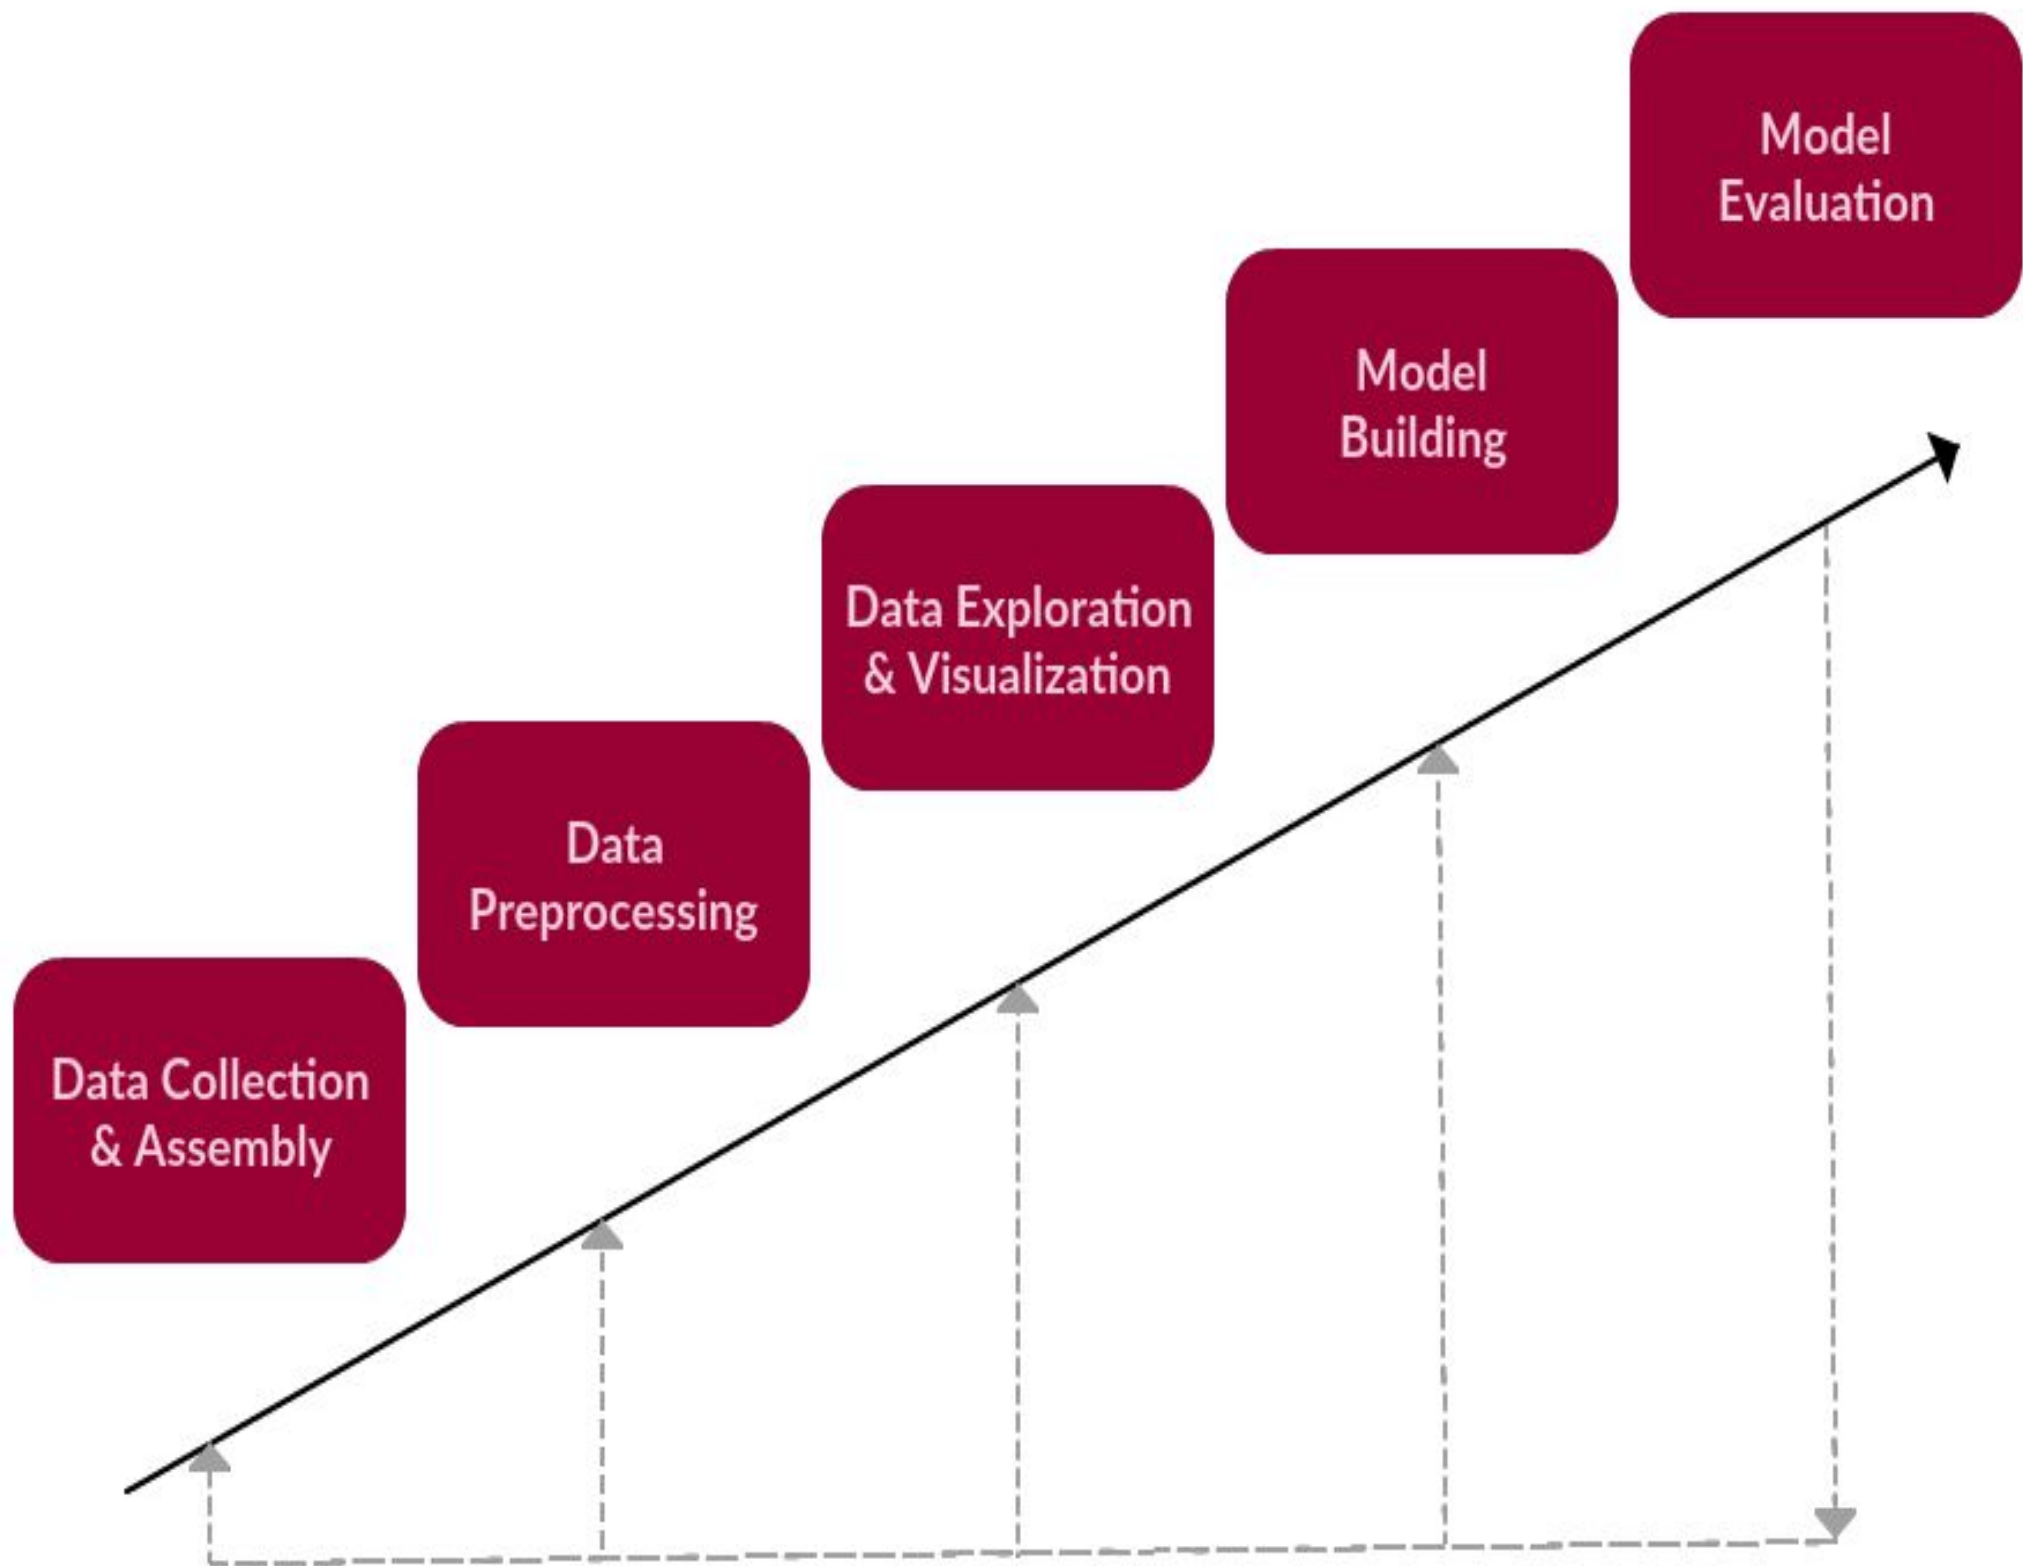 Model
Evaluation
Model
Building
Data Exploration
& Visualization
Data
Preprocessing
Data Collection
& Assembly